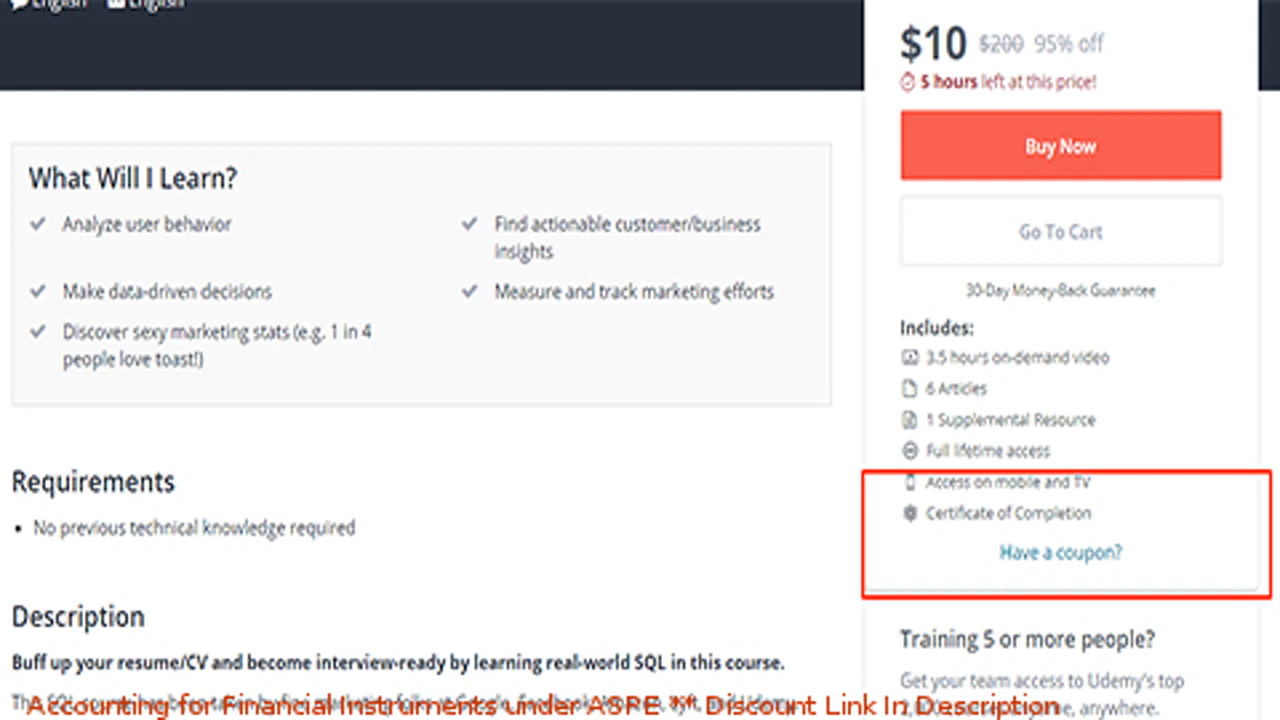 English English
What Will I Learn?
Analyze user behavior
Find actionable customer/business
insights
Make data-driven decisions
Measure and track marketing efforts
Discover sexy marketing stats (e.g. 1 in 4
people love toast!)
Requirements
• No previous technical knowledge required
Description
Buff up your resume/CV and become interview-ready by learning real-world SQL in this course.
Accounting for Financial Instruments under ASPE Discount Link In Description
$10 $200 95% off
5 hours left at this price!
Buy Now
Go To Cart
30-Day Money-Back Guarantee
Includes:
3.5 hours on-demand video
6 Articles
1 Supplemental Resource
Full lifetime access
Access on mobile and TV
Certificate of Completion
Have a coupon?
Training 5 or more people?
Get your team access to Udemy's top
anywhere.